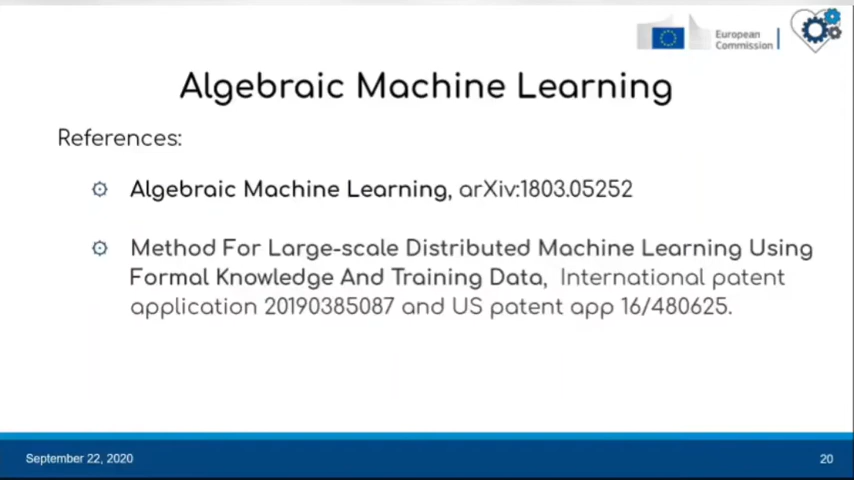 European
Commission
Algebraic Machine Learning
References:
Algebraic Machine Learning, arXiv:1803.05252
Method For Large-scale Distributed Machine Learning Using
Formal Knowledge And Training Data, International patent
application 20190385087 and US patent app 16/480625.
September 22, 2020
20